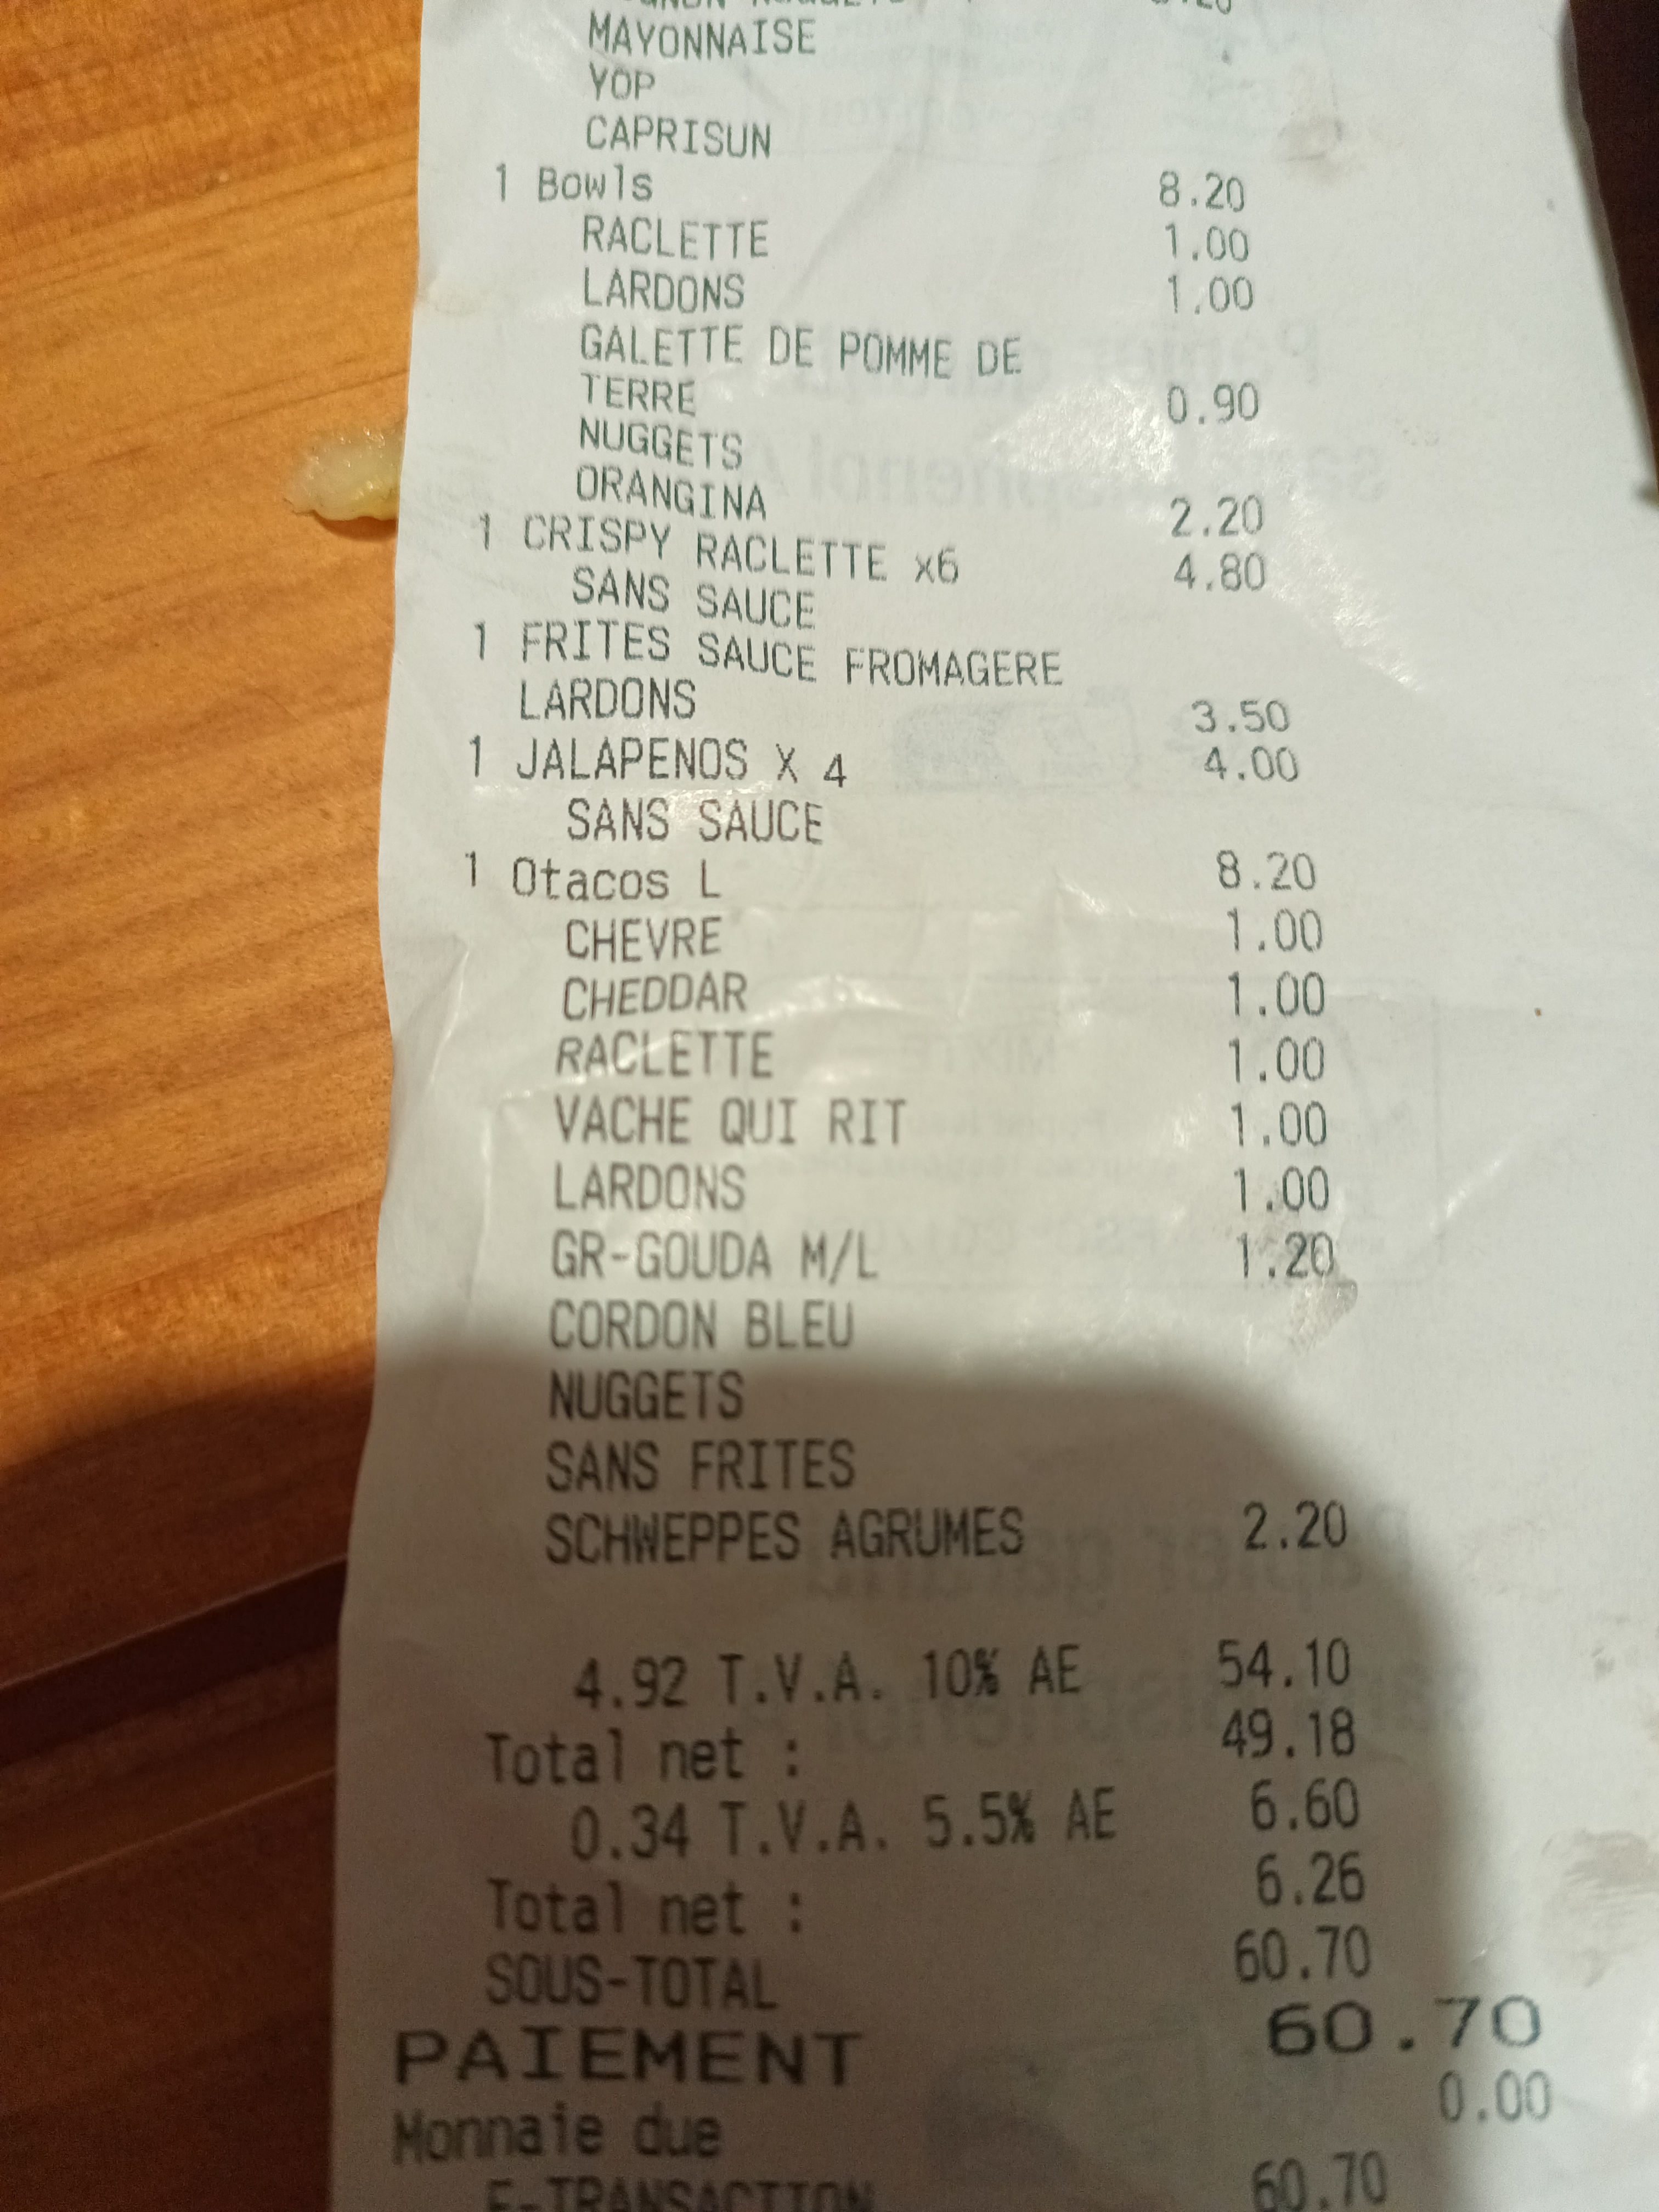 MAYONNAISE
YOP
CAPRISUN
1 Bowls 8.20
RACLETTE 1.00
LARDONS 1.00
GALETTE DE POMME DE
TERRE 0.90
NUGGETS
ORANGINA 2.20
1 CRISPY RACLETTE x6 4.80
SANS SAUCE
1 FRITES SAUCE FROMAGERE
LARDONS 3.50
1 JALAPENOS X 4 4.00
SANS SAUCE
1 Otacos L 8.20
CHEVRE 1.00
CHEDDAR 1.00
RACLETTE 1.00
VACHE QUI RIT 1.00
LARDONS 1.00
GR-GOUDA M/L 1.20
CORDON BLEU
NUGGETS
SANS FRITES
SCHWEPPES AGRUMES 2.20
4.92 T.V.A. 10% AE 54.10
Total net : 49.18
0.34 T.V.A. 5.5% AE 6.60
Total net : 6.26
SOUS-TOTAL 60.70
PAIEMENT 60.70
Monnaie due 0.00
E-TRANSACTION 60.70